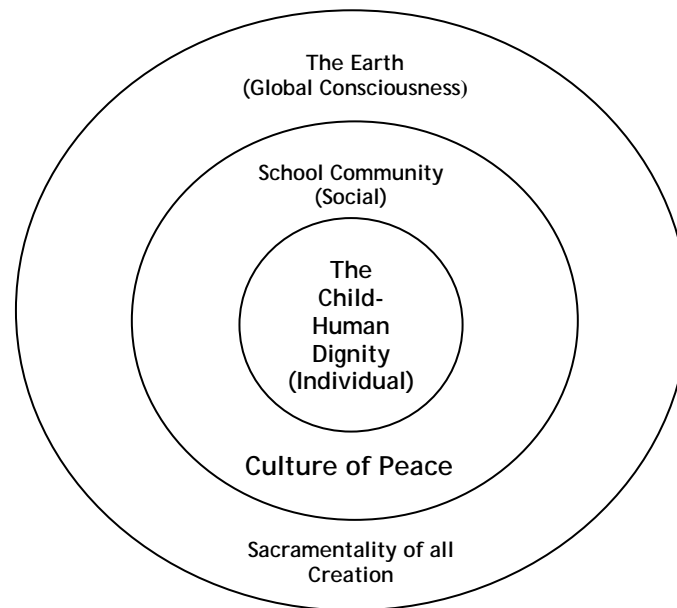 The Earth
(Global Consciousness)
School Community
(Social)
The
Child-
Human
Dignity
(Individual)
Culture of Peace
Sacramentality of all
Creation